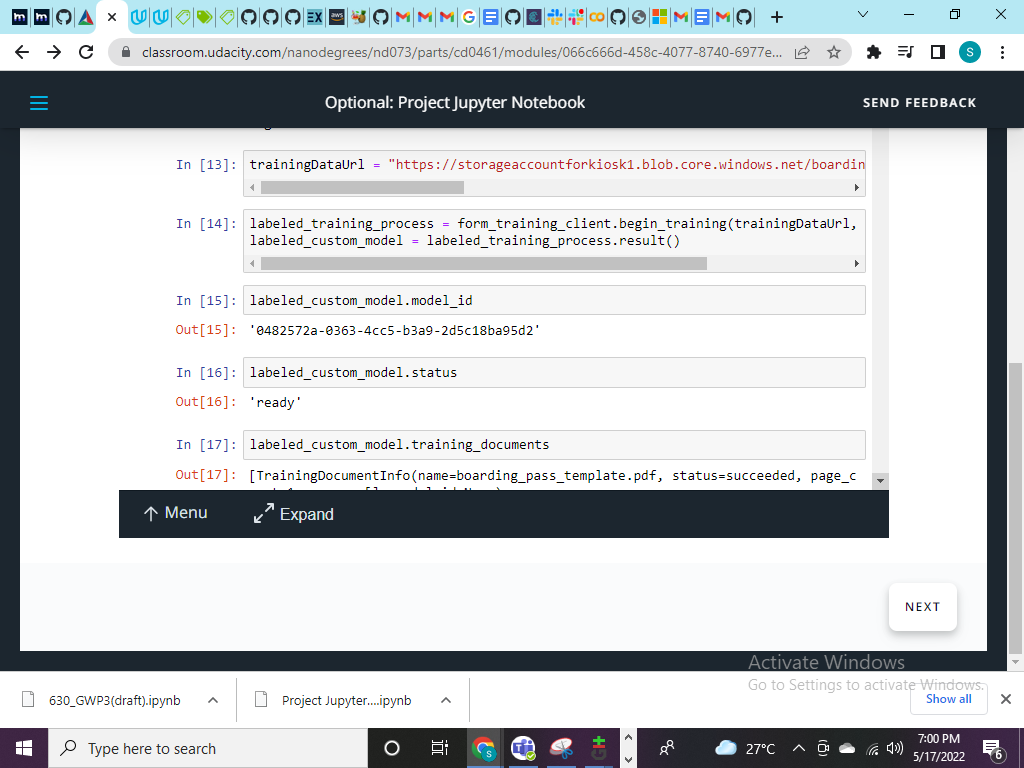 classroom.udacity.com/nanodegrees/nd073/parts/cd0461/modules/066c666d-458c-4077-8740-6977e...
S
Optional: Project Jupyter Notebook
SEND FEEDBACK
In [13]: trainingDataUrl = "https://storageaccountforkiosk1.blob.core.windows.net/boardin
In [14]: labeled_training_process = form_training_client.begin_training(trainingDataUrl,
labeled_custom_model = labeled_training_process.result()
In [15]: labeled_custom_model.model_id
Out[15]: '0482572a-0363-4cc5-b3a9-2d5c18ba95d2'
In [16]: labeled_custom_model.status
Out[16]: 'ready'
In [17]: labeled_custom_model.training_documents
Out[17]: [TrainingDocumentInfo(name=boarding_pass_template.pdf, status=succeeded, page_c
Menu
Expand
NEXT
Activate Windows
Go to Settings to activate Windows.
630_GWP3(draft).ipynb
Project Jupyter....ipynb
Show all
Type here to search
27°C
7:00 PM
5/17/2022
6